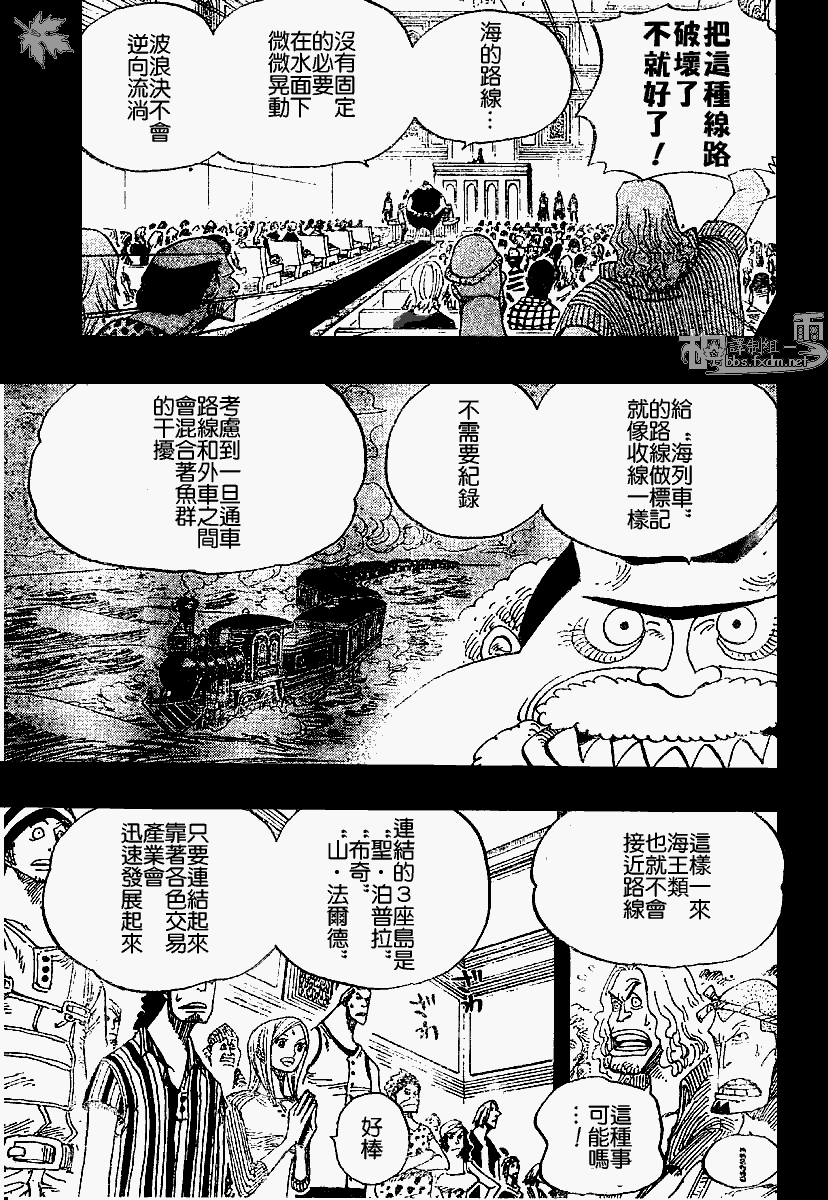 把這種線路
破壞了
不就好了！
海的路線…
沒有固定
的必要
在水面下
微微晃動
波浪決不會
逆向流淌
譯制組一
bbs.fxdm.net
給“海列車”
的路線做標記
就像收線一樣
不需要紀錄
考慮到一旦通車
路線和外車之間
會混合著魚群
的干擾
這樣一來
海王類
也就不會
接近路線
連結的3座島是
“聖·泊普拉”
“布奇”
“山·法爾德”
只要連結起來
靠著各色交易
產業會
迅速發展起來
這種事
可能嗎
…！
好棒